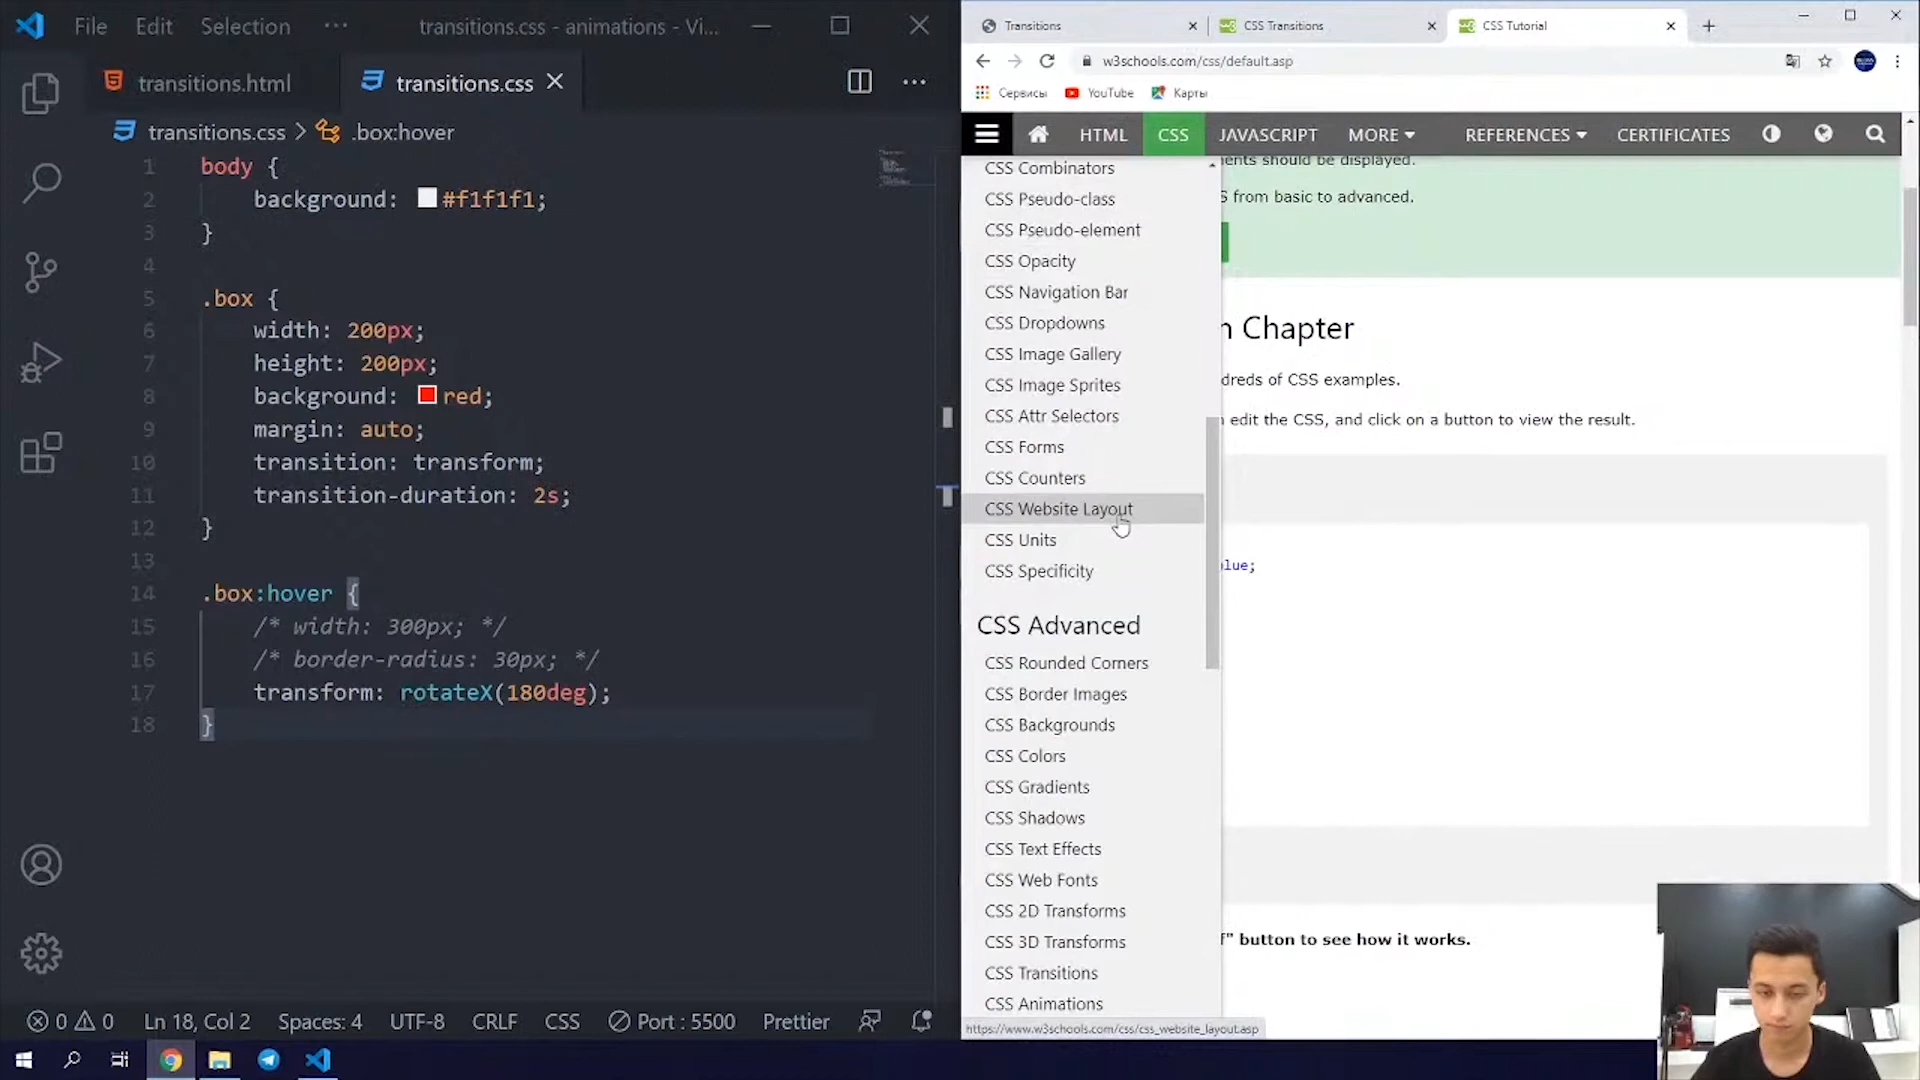 File Edit Selection ··· transitions.css - animations - Vi...
transitions.html transitions.css
transitions.css > .box:hover
1 body {
2 background: #f1f1f1;
3 }
4
5 .box {
6 width: 200px;
7 height: 200px;
8 background: red;
9 margin: auto;
10 transition: transform;
11 transition-duration: 2s;
12 }
13
14 .box:hover {
15 /* width: 300px; */
16 /* border-radius: 30px; */
17 transform: rotateX(180deg);
18 }
0 0 Ln 18, Col 2 Spaces: 4 UTF-8 CRLF CSS Port : 5500 Prettier
Transitions CSS Transitions CSS Tutorial
w3schools.com/css/default.asp
Сервисы YouTube Карты
HTML CSS JAVASCRIPT MORE REFERENCES CERTIFICATES
CSS Combinators
CSS Pseudo-class
CSS Pseudo-element
CSS Opacity
CSS Navigation Bar
CSS Dropdowns
CSS Image Gallery
CSS Image Sprites
CSS Attr Selectors
CSS Forms
CSS Counters
CSS Website Layout
CSS Units
CSS Specificity
CSS Advanced
CSS Rounded Corners
CSS Border Images
CSS Backgrounds
CSS Colors
CSS Gradients
CSS Shadows
CSS Text Effects
CSS Web Fonts
CSS 2D Transforms
CSS 3D Transforms
CSS Transitions
CSS Animations
ents should be displayed.
S from basic to advanced.
n Chapter
dreds of CSS examples.
edit the CSS, and click on a button to view the result.
lue;
f" button to see how it works.
https://www.w3schools.com/css/css_website_layout.asp